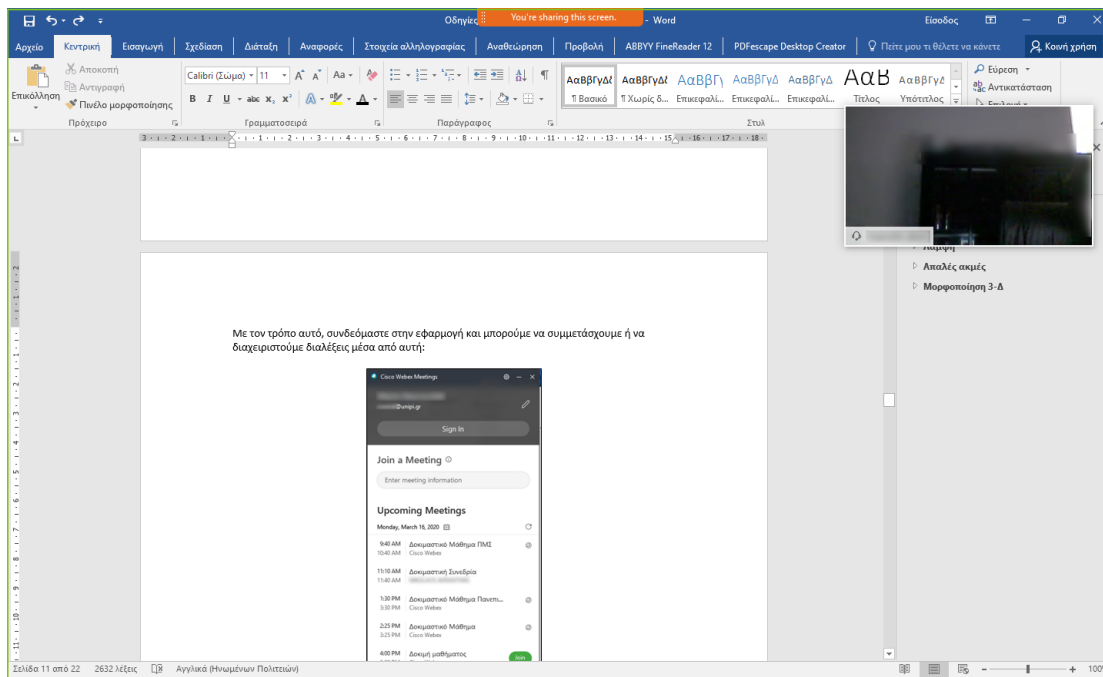 Οδηγίες
You're sharing this screen.
- Word
Είσοδος
Αρχείο Κεντρική Εισαγωγή Σχεδίαση Διάταξη Αναφορές Στοιχεία αλληλογραφίας Αναθεώρηση Προβολή ABBYY FineReader 12 PDFescape Desktop Creator Πείτε μου τι θέλετε να κάνετε Κοινή χρήση
Επικόλληση
Αποκοπή
Αντιγραφή
Πινέλο μορφοποίησης
Πρόχειρο
Calibri (Σώμα) 11 Aa
B I U abc x₂ x²
Γραμματοσειρά
Παράγραφος
ΑαΒβΓγΔδ ΑαΒβΓγΔδ ΑαΒβΓγ ΑαΒβΓγΔ ΑαΒβΓγΔ ΑαΒ ΑαΒβΓγΔ
¶ Βασικό ¶ Χωρίς δ... Επικεφαλί... Επικεφαλί... Επικεφαλί... Τίτλος Υπότιτλος
Στυλ
Εύρεση
Αντικατάσταση
Επιλογή
Λάμψη
Απαλές ακμές
Μορφοποίηση 3-Δ
Με τον τρόπο αυτό, συνδεόμαστε στην εφαρμογή και μπορούμε να συμμετάσχουμε ή να
διαχειριστούμε διαλέξεις μέσα από αυτή:
Cisco Webex Meetings
@unipi.gr
Sign In
Join a Meeting
Enter meeting information
Upcoming Meetings
Monday, March 16, 2020
9:40 AM Δοκιμαστικό Μάθημα ΠΜΣ
10:40 AM Cisco Webex
11:10 AM Δοκιμαστική Συνεδρία
11:40 AM
1:30 PM Δοκιμαστικό Μάθημα Πανεπι...
3:30 PM Cisco Webex
2:25 PM Δοκιμαστικό Μάθημα
3:25 PM Cisco Webex
4:00 PM Δοκιμή μαθήματος
Join
Σελίδα 11 από 22 2632 λέξεις Αγγλικά (Ηνωμένων Πολιτειών)
100%